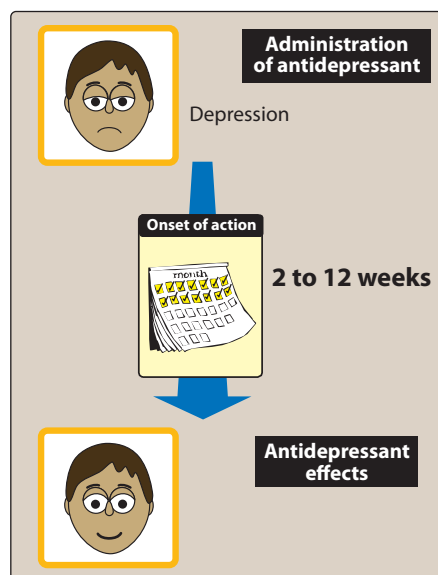 Administration
of antidepressant
Depression
Onset of action
month
2 to 12 weeks
Antidepressant
effects